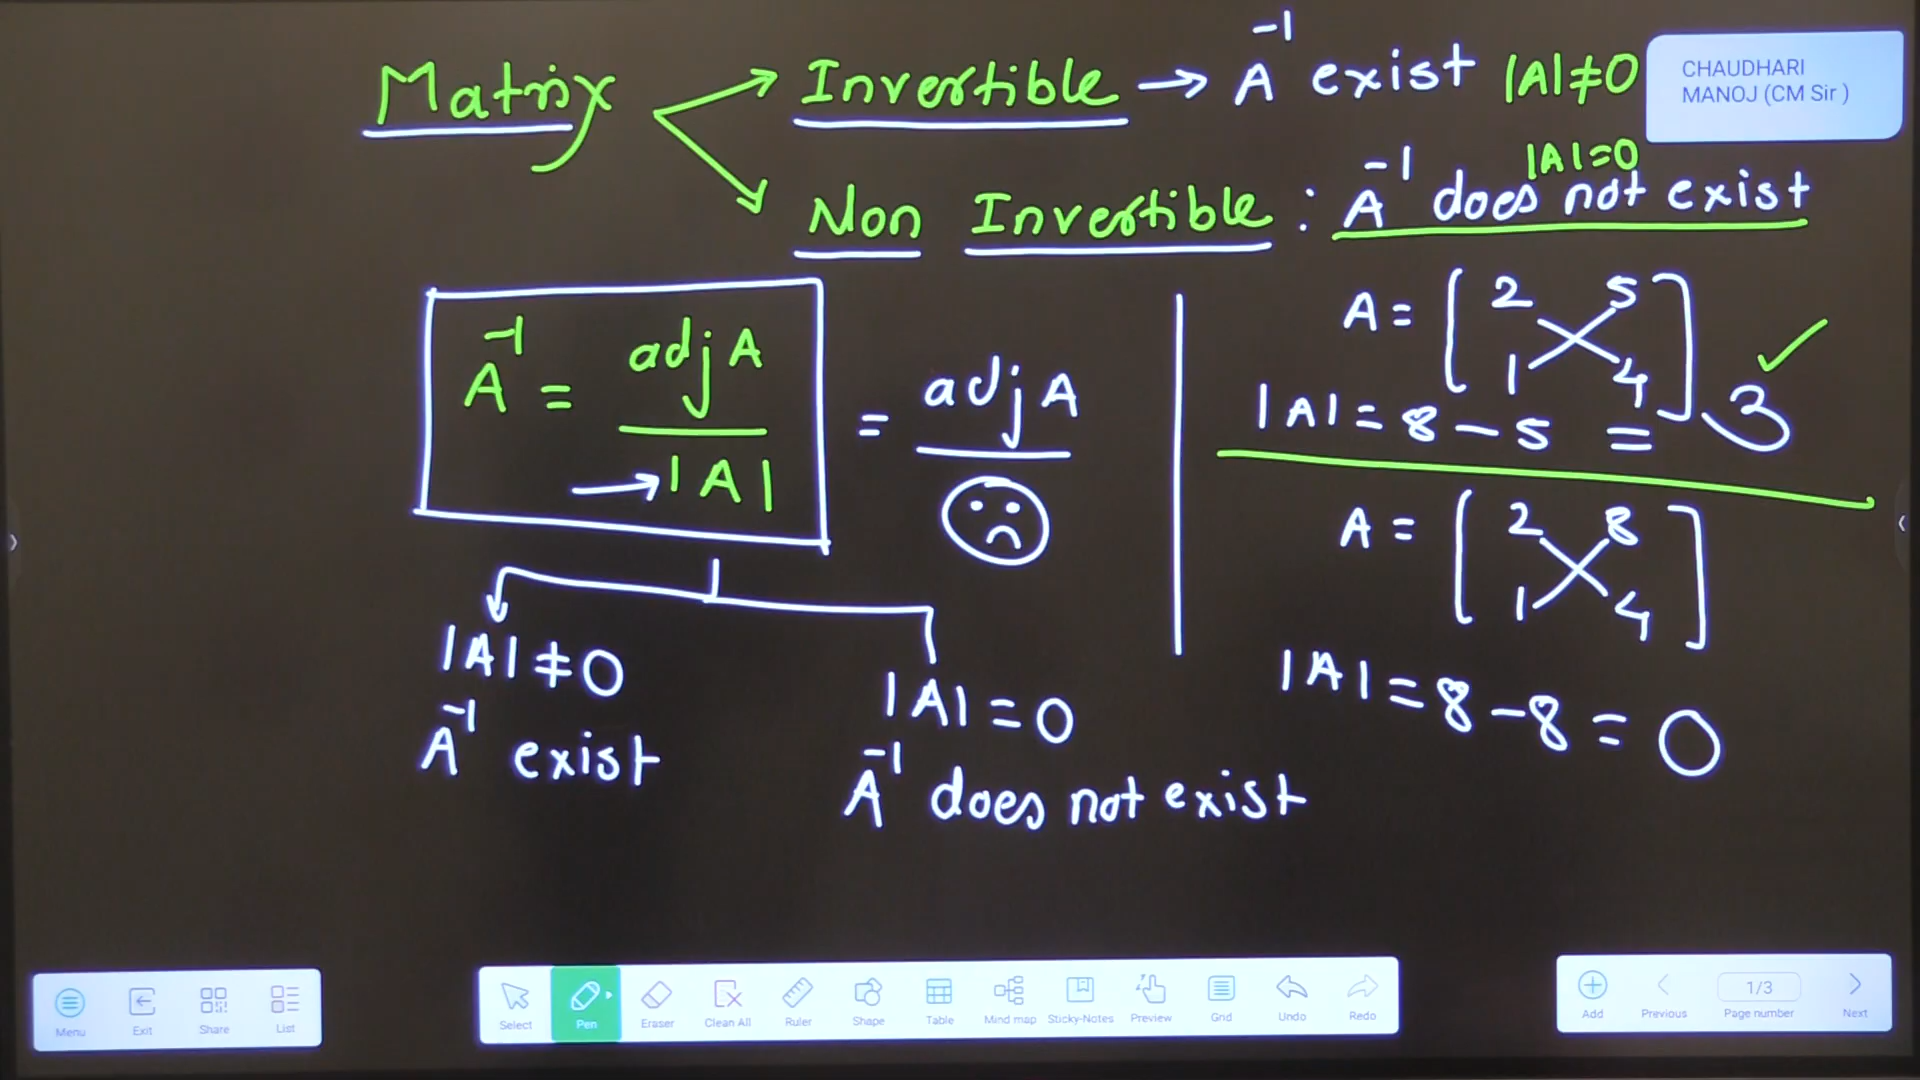 Matrix → Invertible → A⁻¹ exist |A|≠0
CHAUDHARI
MANOJ (CM Sir )
|A|=0
Non Invertible : A⁻¹ does not exist
A⁻¹ = adj A / → |A| = adj A / ☹
|A|≠0
A⁻¹ exist
|A|=0
A⁻¹ does not exist
A = [ 2 5
1 4 ]
|A| = 8 - 5 = 3 ✓
A = [ 2 8
1 4 ]
|A| = 8 - 8 = 0
Menu Exit Share List
Select Pen Eraser Clean All Ruler Shape Table Mind map Sticky-Notes Preview Grid Undo Redo
Add Previous 1/3 Page number Next